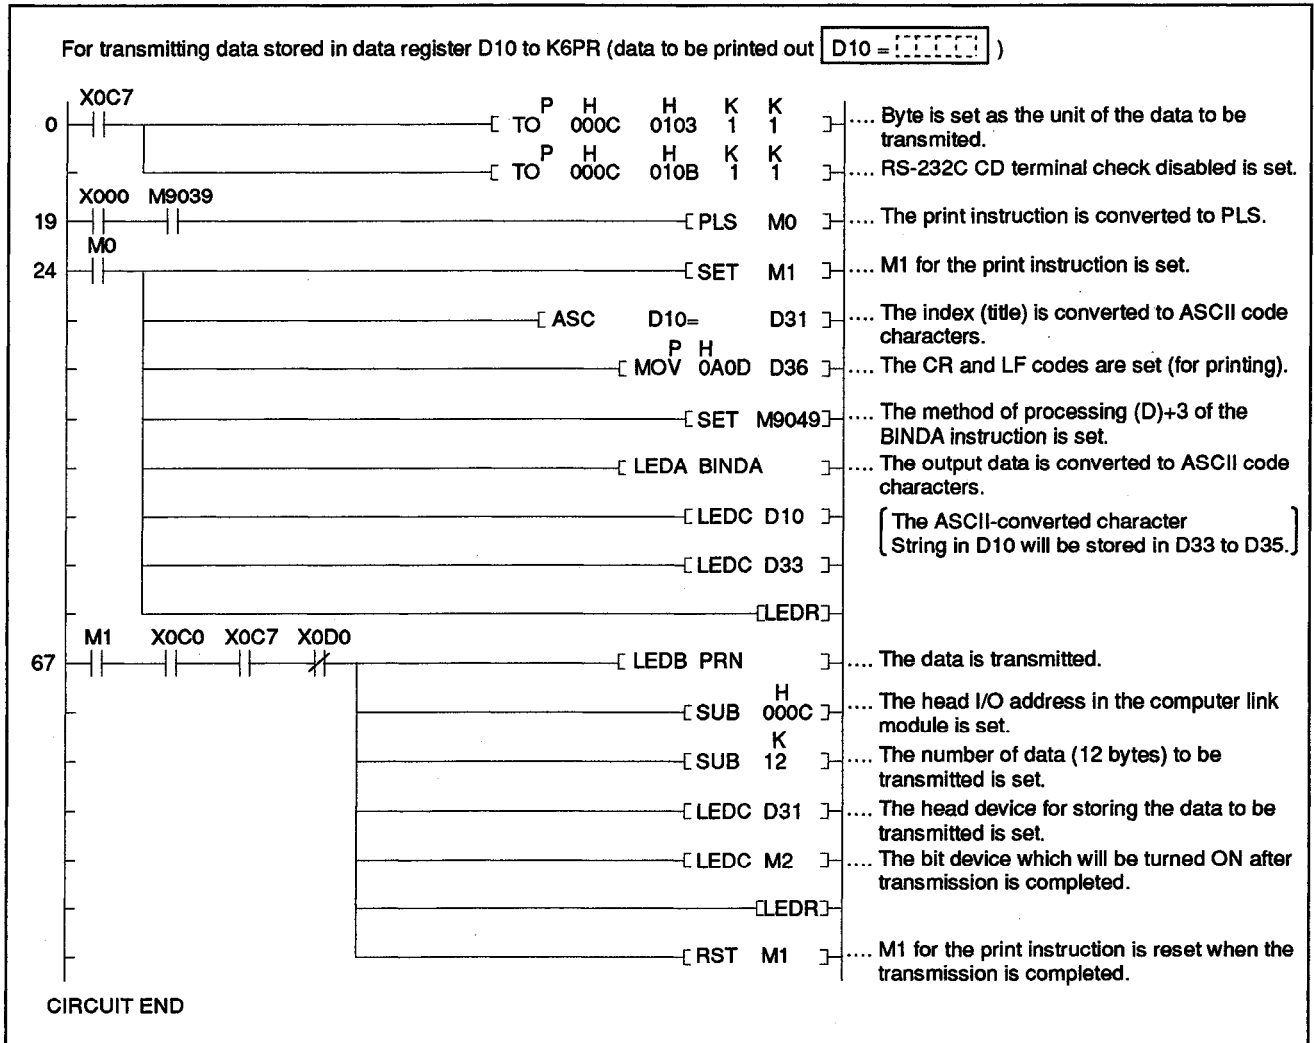 For transmitting data stored in data register D10 to K6PR (data to be printed out D10 = )
X0C7
P H H K K
0 TO 000C 0103 1 1 .... Byte is set as the unit of the data to be
transmited.
P H H K K
TO 000C 010B 1 1 .... RS-232C CD terminal check disabled is set.
X000 M9039
19 PLS M0 .... The print instruction is converted to PLS.
M0
24 SET M1 .... M1 for the print instruction is set.
ASC D10= D31 .... The index (title) is converted to ASCII code
characters.
P H
MOV 0A0D D36 .... The CR and LF codes are set (for printing).
SET M9049 .... The method of processing (D)+3 of the
BINDA instruction is set.
LEDA BINDA .... The output data is converted to ASCII code
characters.
LEDC D10 The ASCII-converted character
String in D10 will be stored in D33 to D35.
LEDC D33
LEDR
M1 X0C0 X0C7 X0D0
67 LEDB PRN .... The data is transmitted.
H
SUB 000C .... The head I/O address in the computer link
module is set.
K
SUB 12 .... The number of data (12 bytes) to be
transmitted is set.
LEDC D31 .... The head device for storing the data to be
transmitted is set.
LEDC M2 .... The bit device which will be turned ON after
transmission is completed.
LEDR
RST M1 .... M1 for the print instruction is reset when the
transmission is completed.
CIRCUIT END